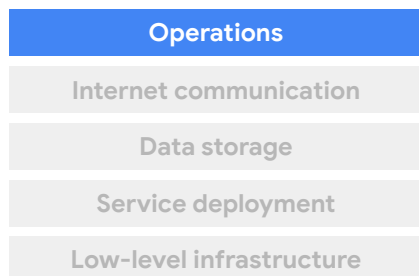 Operations
Internet communication
Data storage
Service deployment
Low-level infrastructure